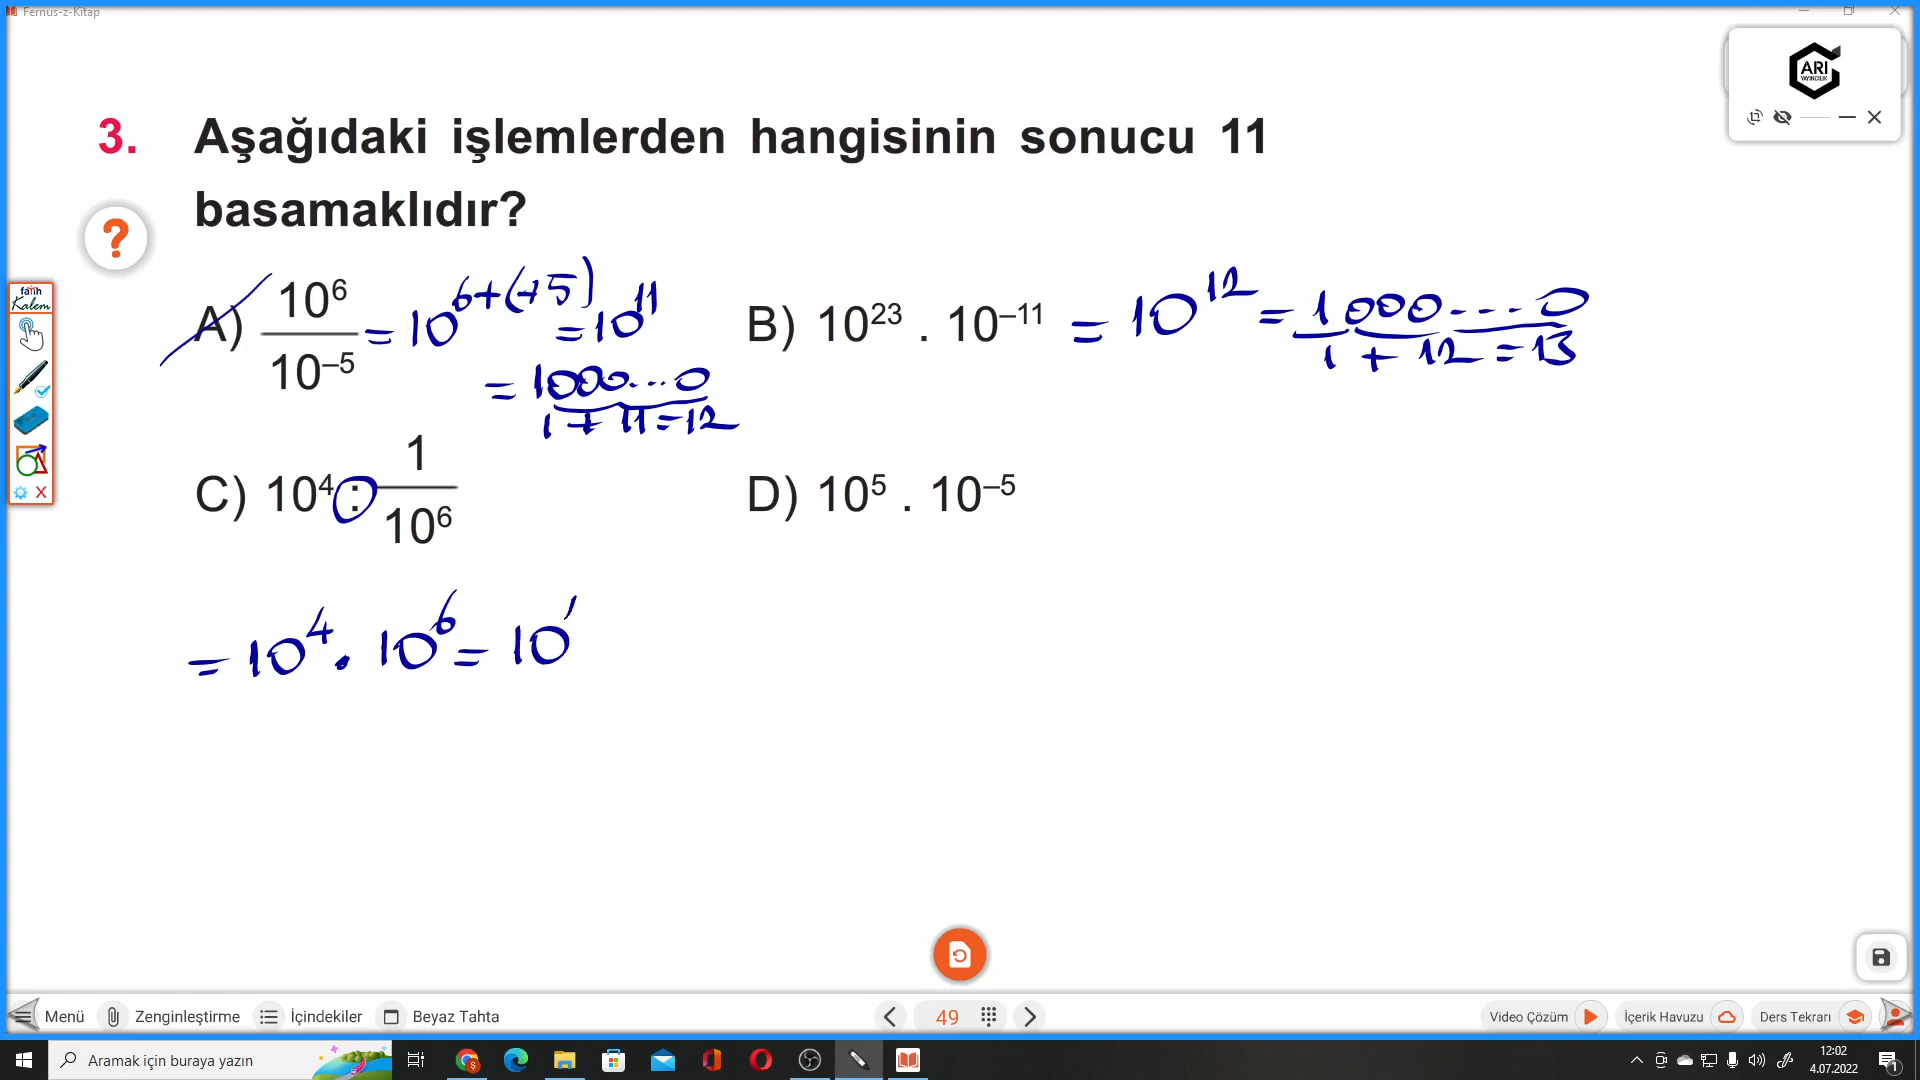 Fernus-z-Kitap
ARI
YAYINCILIK
3. Aşağıdaki işlemlerden hangisinin sonucu 11
basamaklıdır?
?
fatih
Kalem
A) 10⁶ / 10⁻⁵ = 10⁶⁺⁽⁺⁵⁾ = 10¹¹
= 1000...0
1 + 11 = 12
B) 10²³ . 10⁻¹¹ = 10¹² = 1000...0
1 + 12 = 13
C) 10⁴ : 1 / 10⁶
D) 10⁵ . 10⁻⁵
= 10⁴ . 10⁶ = 10¹
Menü Zenginleştirme İçindekiler Beyaz Tahta 49 Video Çözüm İçerik Havuzu Ders Tekrarı
Aramak için buraya yazın
12:02
4.07.2022
1